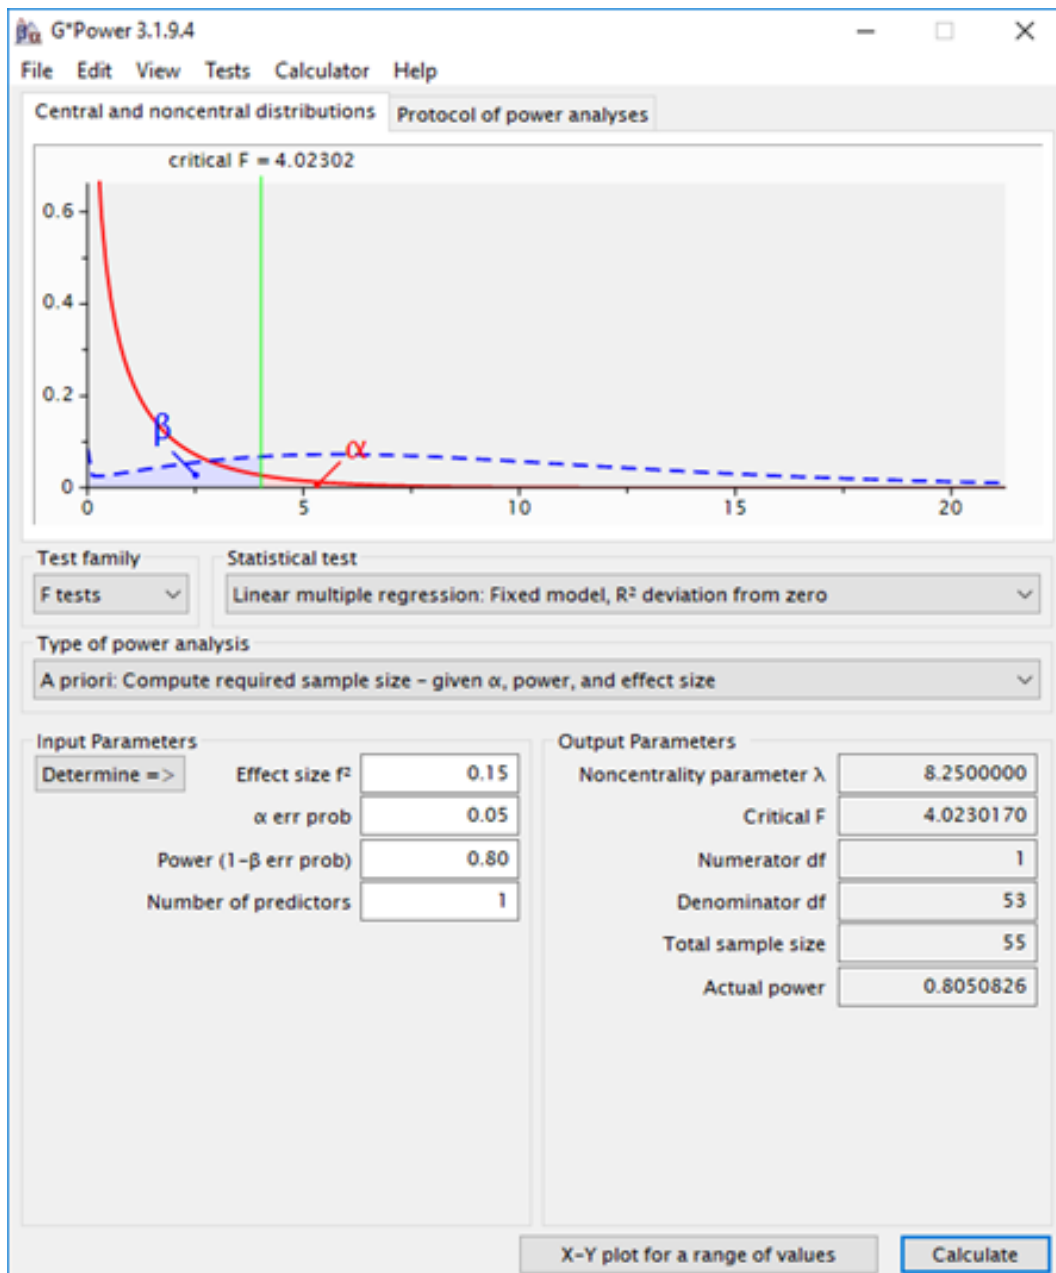 G*Power 3.1.9.4
File Edit View Tests Calculator Help
Central and noncentral distributions Protocol of power analyses
critical F = 4.02302
0.6
0.4
0.2
0
β
α
0 5 10 15 20
Test family Statistical test
F tests Linear multiple regression: Fixed model, R² deviation from zero
Type of power analysis
A priori: Compute required sample size – given α, power, and effect size
Input Parameters
Determine => Effect size f² 0.15
α err prob 0.05
Power (1-β err prob) 0.80
Number of predictors 1
Output Parameters
Noncentrality parameter λ 8.2500000
Critical F 4.0230170
Numerator df 1
Denominator df 53
Total sample size 55
Actual power 0.8050826
X-Y plot for a range of values Calculate